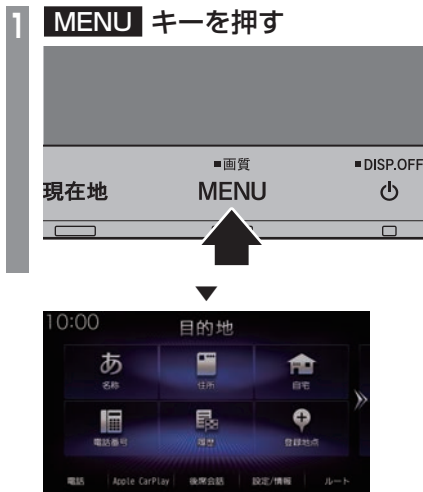 1 MENU キーを押す
■画質 ■DISP.OFF
現在地 MENU
10:00 目的地
名称 住所 自宅
電話番号 履歴 登録地点
電話 Apple CarPlay 後席会話 設定/情報 ルート